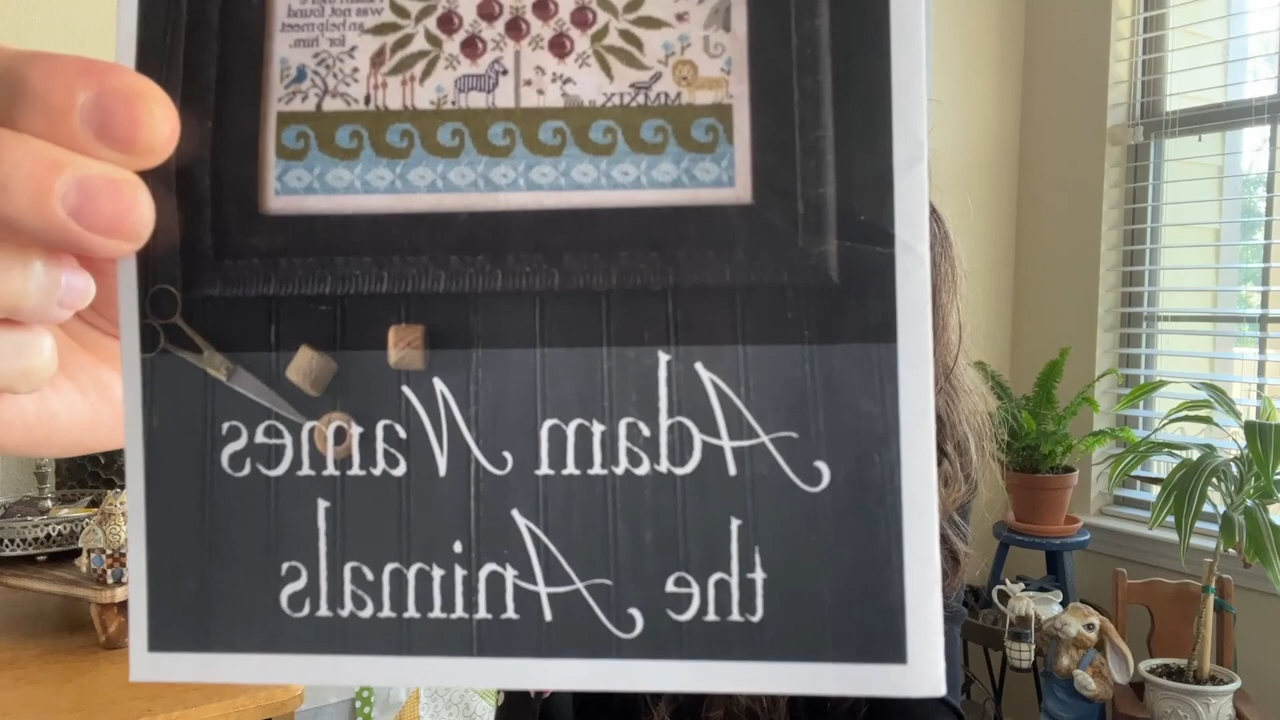 was not found
an help meet
for him.
MMXIX
Adam Names
the Animals